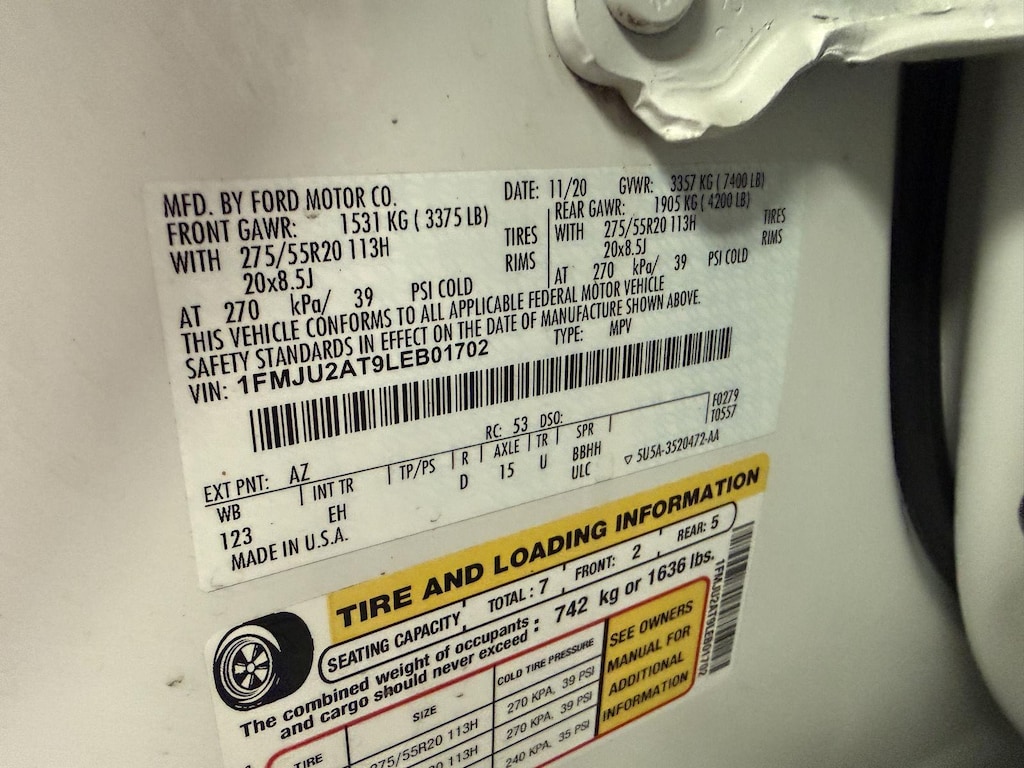 MFD. BY FORD MOTOR CO.
DATE: 11/20 GVWR: 3357 KG ( 7400 LB)
FRONT GAWR: 1531 KG ( 3375 LB)
WITH 275/55R20 113H TIRES
20x8.5J RIMS
AT 270 kPa/ 39 PSI COLD
REAR GAWR: 1905 KG ( 4200 LB)
WITH 275/55R20 113H TIRES
20x8.5J RIMS
AT 270 kPa/ 39 PSI COLD
THIS VEHICLE CONFORMS TO ALL APPLICABLE FEDERAL MOTOR VEHICLE
SAFETY STANDARDS IN EFFECT ON THE DATE OF MANUFACTURE SHOWN ABOVE.
VIN: 1FMJU2AT9LEB01702 TYPE: MPV
F0279
RC: 53 DSO: 10557
EXT PNT: AZ
WB INT TR TP/PS R AXLE TR SPR
123 EH D 15 U BBHH
ULC
5U5A-3520472-AA
MADE IN U.S.A.
TIRE AND LOADING INFORMATION
SEATING CAPACITY TOTAL : 7 FRONT: 2 REAR: 5
The combined weight of occupants and cargo should never exceed : 742 kg or 1636 lbs.
TIRE SIZE COLD TIRE PRESSURE
275/55R20 113H 270 KPA, 39 PSI
113H 270 KPA, 39 PSI
240 KPA, 35 PSI
SEE OWNERS
MANUAL FOR
ADDITIONAL
INFORMATION
1FMJU2AT9LEB01702